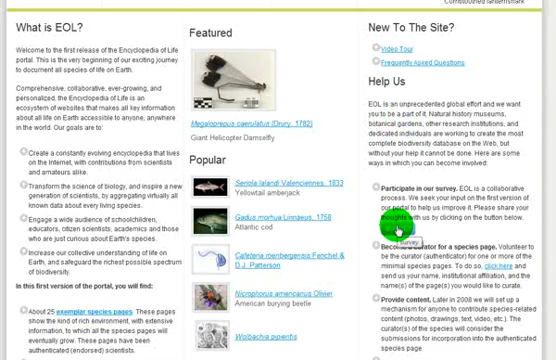 What is EOL?
Welcome to the first release of the Encyclopedia of Life
portal. This is the very beginning of our exciting journey
to document all species of life on Earth.
Comprehensive, collaborative, ever-growing, and
personalized, the Encyclopedia of Life is an
ecosystem of websites that makes all key information
about all life on Earth accessible to anyone, anywhere
in the world. Our goals are to:
Create a constantly evolving encyclopedia that lives
on the Internet, with contributions from scientists
and amateurs alike.
Transform the science of biology, and inspire a new
generation of scientists, by aggregating virtually all
known data about every living species.
Engage a wide audience of schoolchildren,
educators, citizen scientists, academics and those
who are just curious about Earth's species.
Increase our collective understanding of life on
Earth, and safeguard the richest possible spectrum
of biodiversity.
In this first version of the portal, you will find:
About 25 exemplar species pages. These pages
show the kind of rich environment, with extensive
information, to which all the species pages will
eventually grow. These pages have been
authenticated (endorsed) by scientists.
Featured
Megaloprepus caerulatus (Drury, 1782)
Giant Helicopter Damselfly
Popular
Seriola lalandi Valenciennes, 1833
Yellowtail amberjack
Gadus morhua Linnaeus, 1758
Atlantic cod
Cafeteria roenbergensis Fenchel &
D.J. Patterson
Nicrophorus americanus Olivier
American burying beetle
Wolbachia pipientis
New To The Site?
Video Tour
Frequently Asked Questions
Help Us
EOL is an unprecedented global effort and we want
you to be a part of it. Natural history museums,
botanical gardens, other research institutions, and
dedicated individuals are working to create the most
complete biodiversity database on the Web, but
without your help it cannot be done. Here are some
ways in which you can become involved:
Participate in our survey. EOL is a collaborative
process. We seek your input on the first version of
our portal to help us improve it. Please share your
thoughts with us by clicking on the button below.
survey
Become a curator for a species page. Volunteer to
be the curator (authenticator) for one or more of the
minimal species pages. To do so, click here and
send us your name, institutional affiliation, and the
name(s) of the page(s) you would like to curate.
Provide content. Later in 2008 we will set up a
mechanism for anyone to contribute species-related
content (photos, drawings, text, video, etc.). The
curator(s) of the species will consider the
submissions for incorporation into the authenticated
species page.